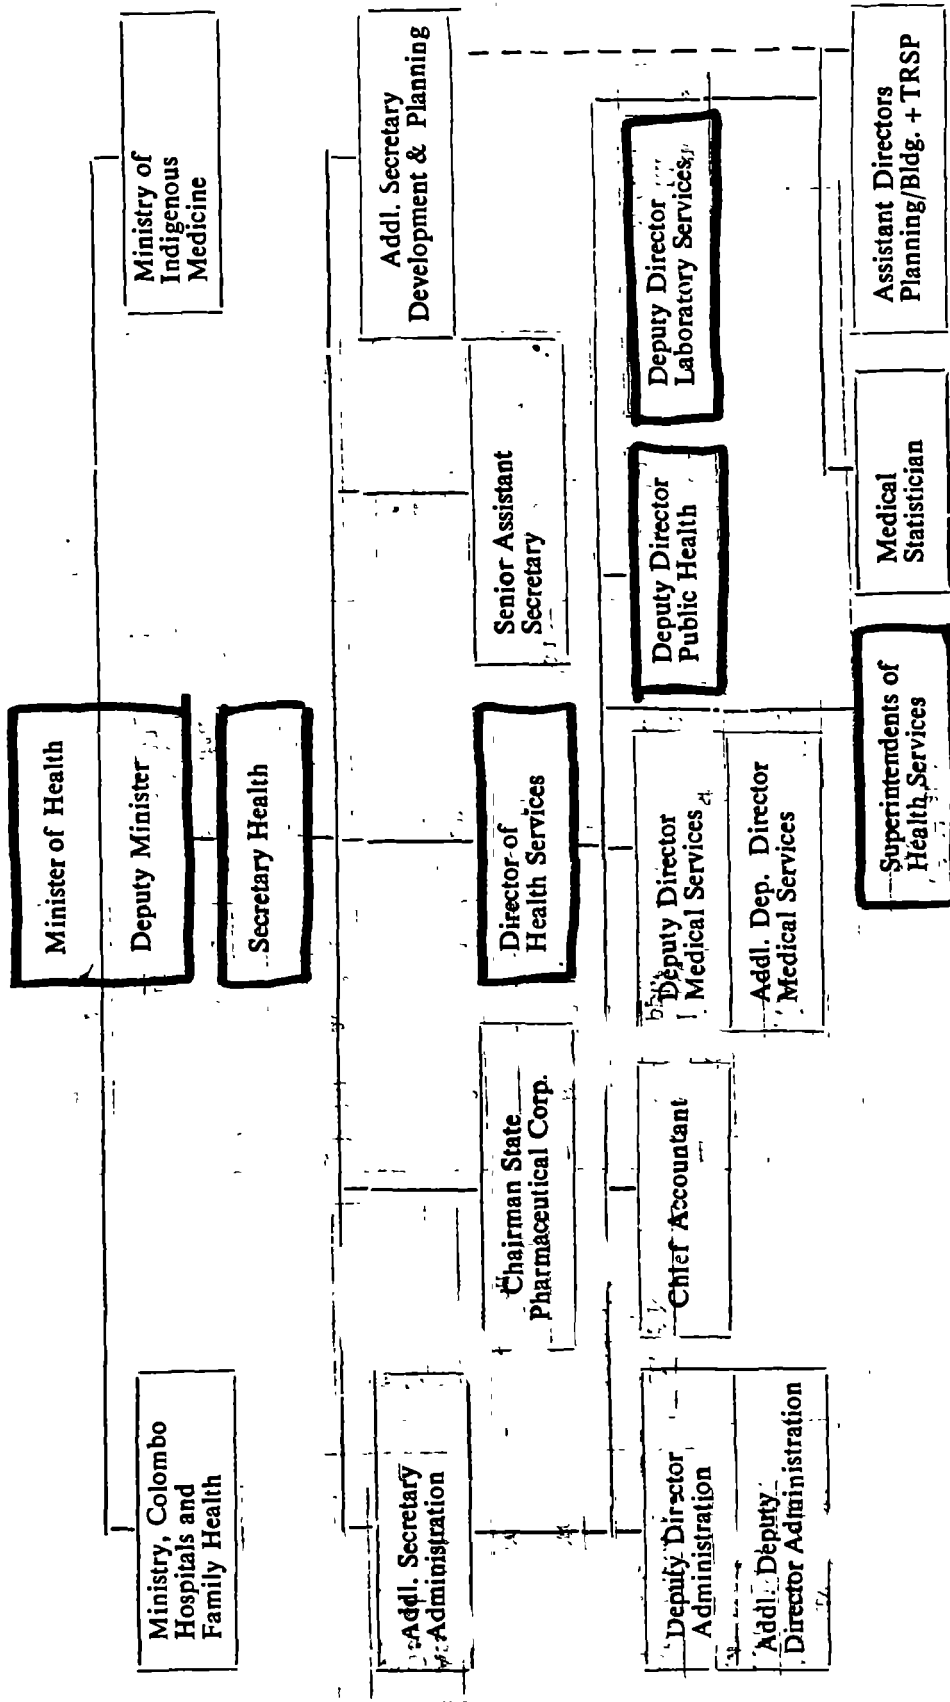 Minister of Health
Deputy Minister
Ministry, Colombo
Hospitals and
Family Health
Ministry of
Indigenous
Medicine
Secretary Health
Addl. Secretary
Administration
Addl. Secretary
Development & Planning
Chairman State
Pharmaceutical Corp.
Director of
Health Services
Senior Assistant
Secretary
Deputy Director
Administration
Addl. Deputy
Director Administration
Chief Accountant
Deputy Director
Medical Services
Addl. Dep. Director
Medical Services
Deputy Director
Public Health
Deputy Director
Laboratory Services
Superintendents of
Health Services
Medical
Statistician
Assistant Directors
Planning/Bldg. + TRSP